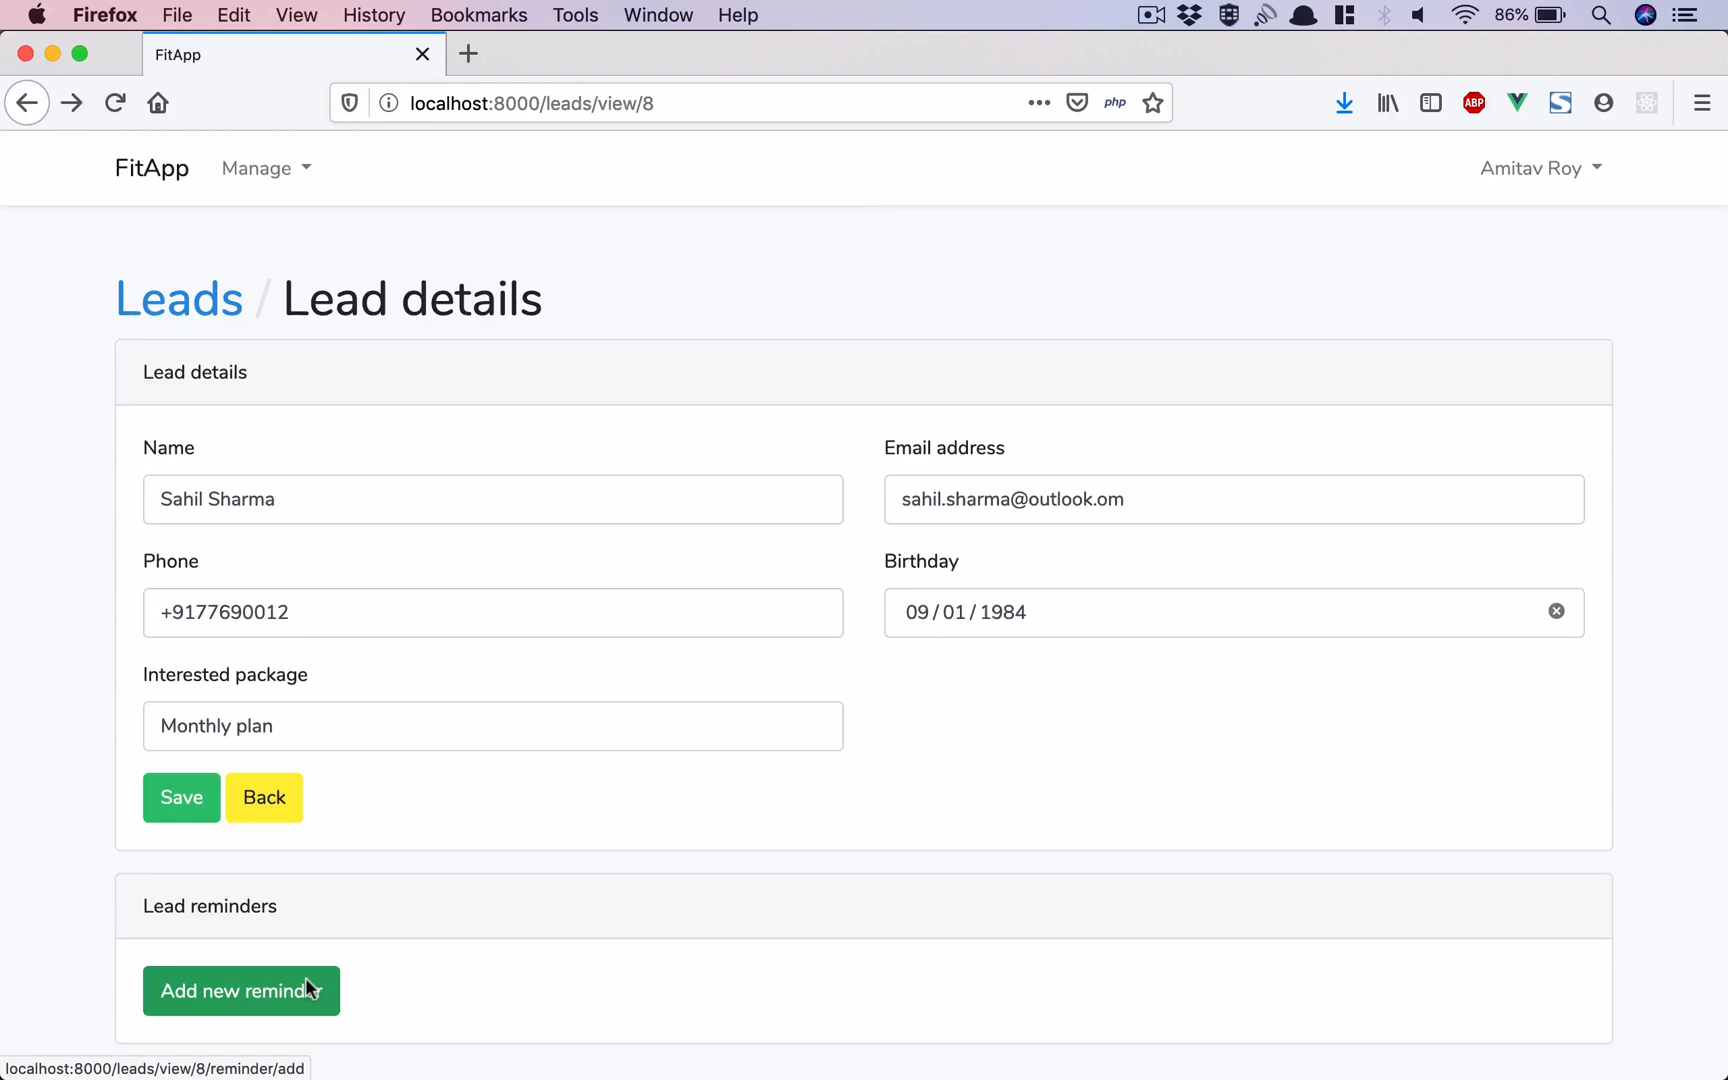 Firefox File Edit View History Bookmarks Tools Window Help 86%
FitApp
localhost:8000/leads/view/8 php ABP
FitApp Manage Amitav Roy
Leads / Lead details
Lead details
Name Email address
Sahil Sharma sahil.sharma@outlook.om
Phone Birthday
+9177690012 09/01/1984
Interested package
Monthly plan
Save Back
Lead reminders
Add new reminder
localhost:8000/leads/view/8/reminder/add